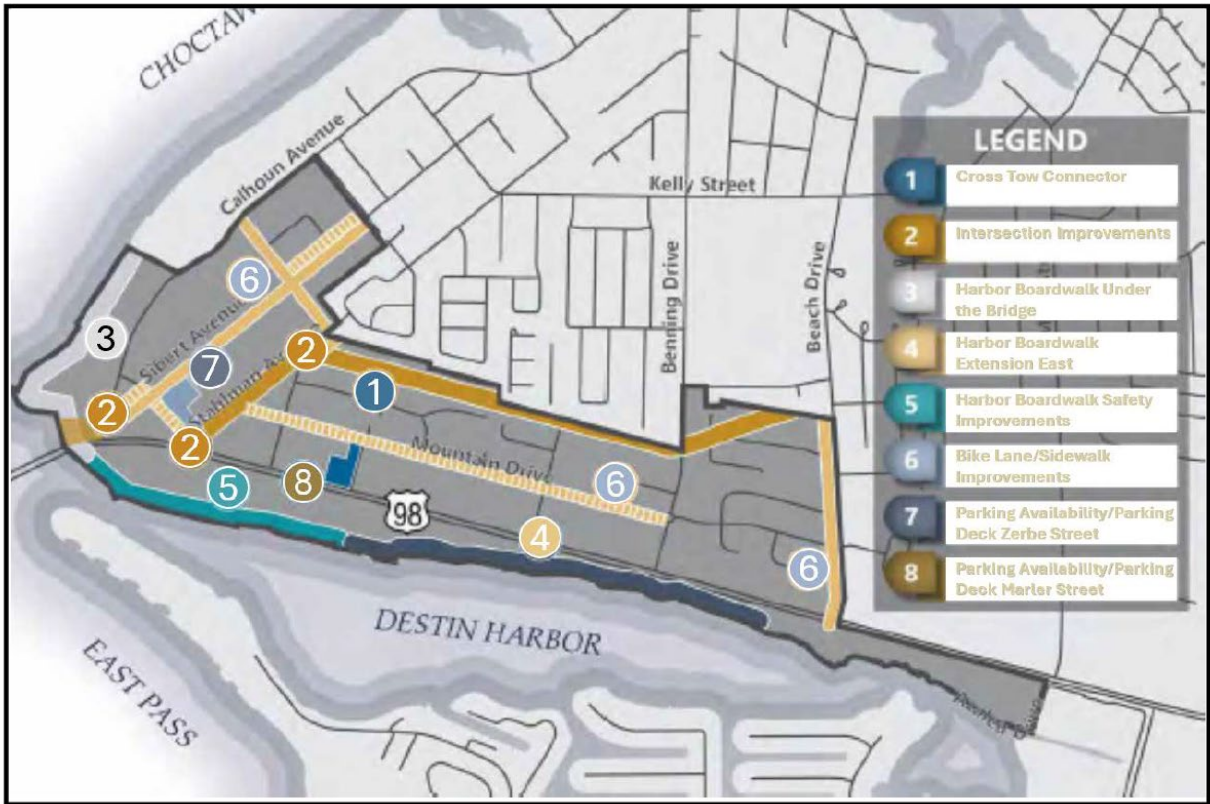 CHOCTAW
Calhoun Avenue
Kelly Street
Benning Drive
Beach Drive
Sibert Avenue
6
3
7
2
2
1
2
Mountain Drive
5
8
98
6
4
6
DESTIN HARBOR
EAST PASS
LEGEND
1 Cross Tow Connector
2 Intersection Improvements
3 Harbor Boardwalk Under
the Bridge
4 Harbor Boardwalk
Extension East
5 Harbor Boardwalk Safety
Improvements
6 Bike Lane/Sidewalk
Improvements
7 Parking Availability/Parking
Deck Zerbe Street
8 Parking Availability/Parking
Deck Marler Street